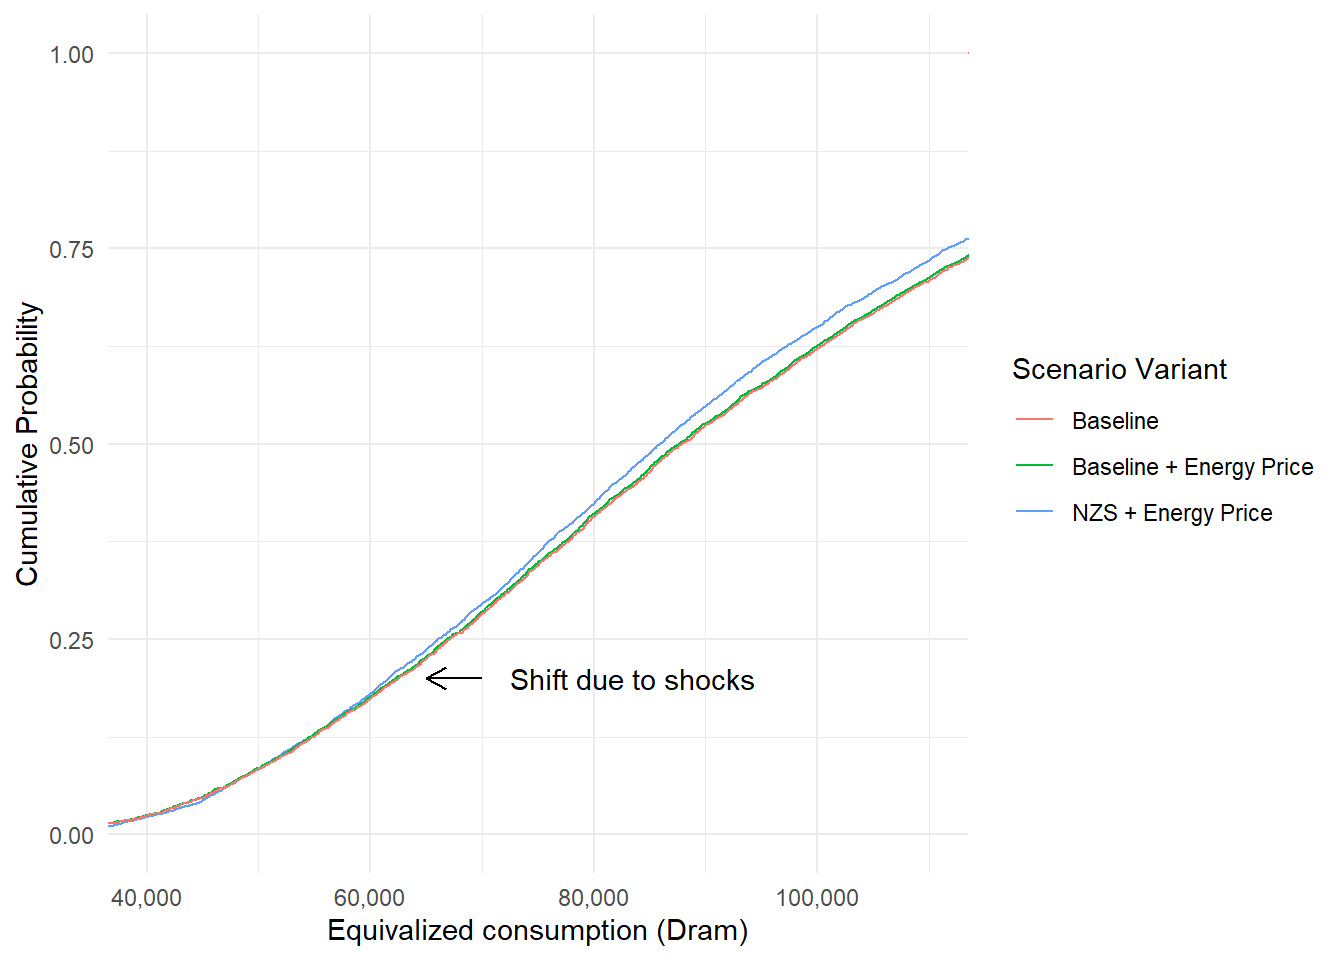 1.00
0.75
0.50
0.25
0.00
Cumulative Probability
Shift due to shocks
40,000
60,000
80,000
100,000
Equivalized consumption (Dram)
Scenario Variant
Baseline
Baseline + Energy Price
NZS + Energy Price